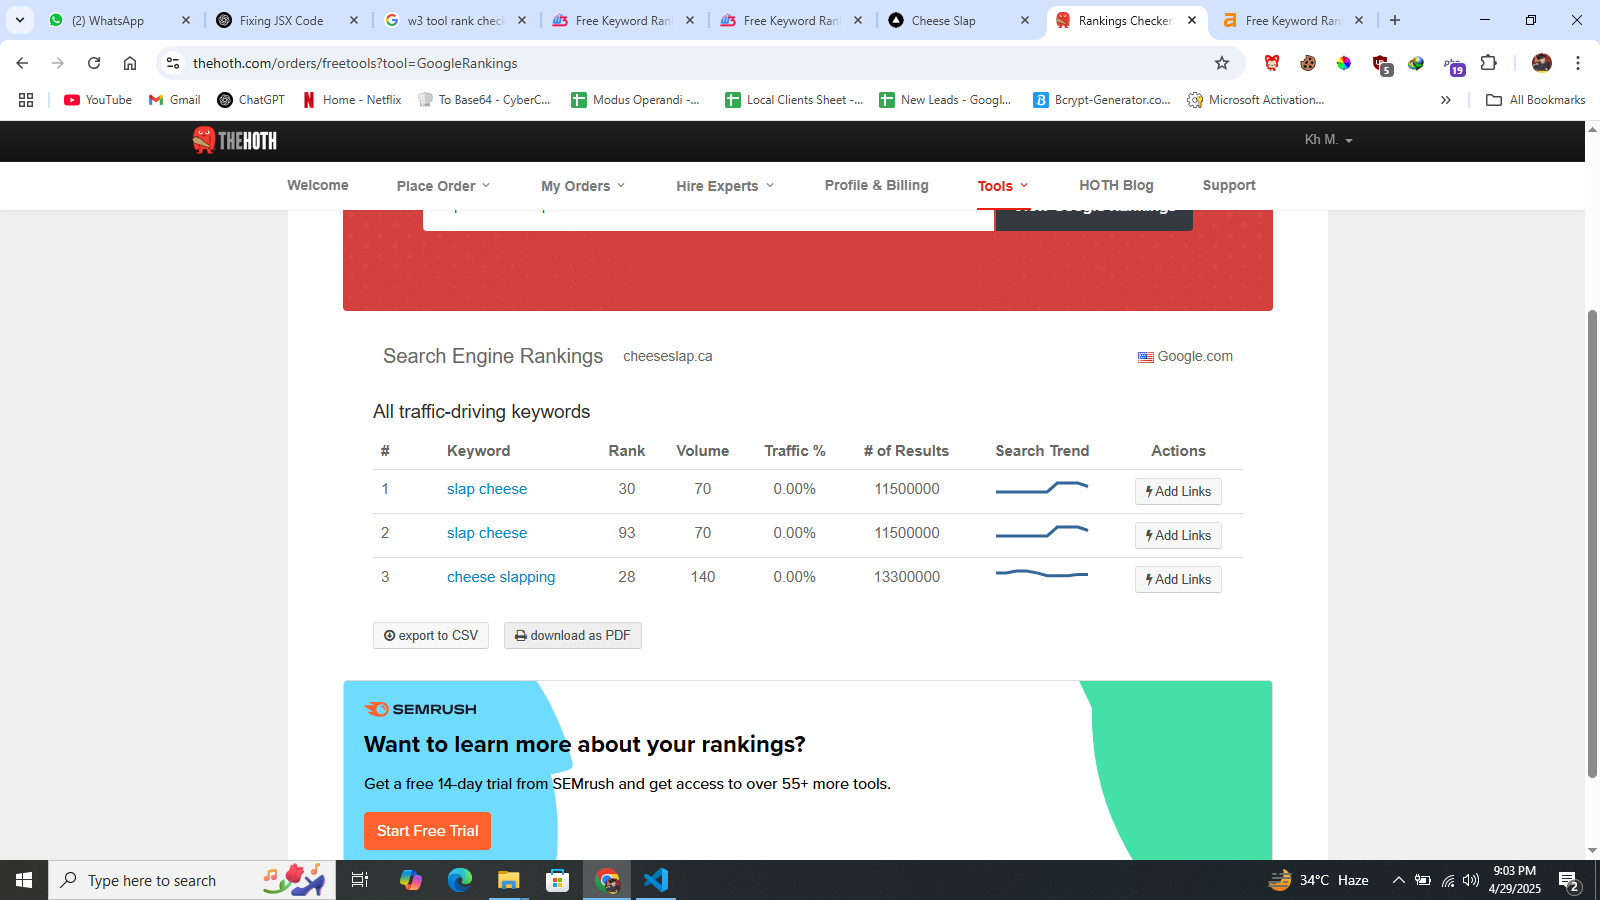 (2) WhatsApp
Fixing JSX Code
w3 tool rank check
Free Keyword Ran
Free Keyword Ran
Cheese Slap
Rankings Checker
Free Keyword Ran
thehoth.com/orders/freetools?tool=GoogleRankings
5
19
YouTube
Gmail
ChatGPT
Home - Netflix
To Base64 - CyberC...
Modus Operandi -...
Local Clients Sheet -...
New Leads - Googl...
Bcrypt-Generator.co...
Microsoft Activation...
All Bookmarks
THEHOTH
Kh M.
Welcome
Place Order
My Orders
Hire Experts
Profile & Billing
Tools
HOTH Blog
Support
Search Engine Rankings cheeseslap.ca Google.com
All traffic-driving keywords
# Keyword Rank Volume Traffic % # of Results Search Trend Actions
1 slap cheese 30 70 0.00% 11500000 Add Links
2 slap cheese 93 70 0.00% 11500000 Add Links
3 cheese slapping 28 140 0.00% 13300000 Add Links
export to CSV
download as PDF
SEMRUSH
Want to learn more about your rankings?
Get a free 14-day trial from SEMrush and get access to over 55+ more tools.
Start Free Trial
Type here to search
34°C Haze
9:03 PM
4/29/2025
2